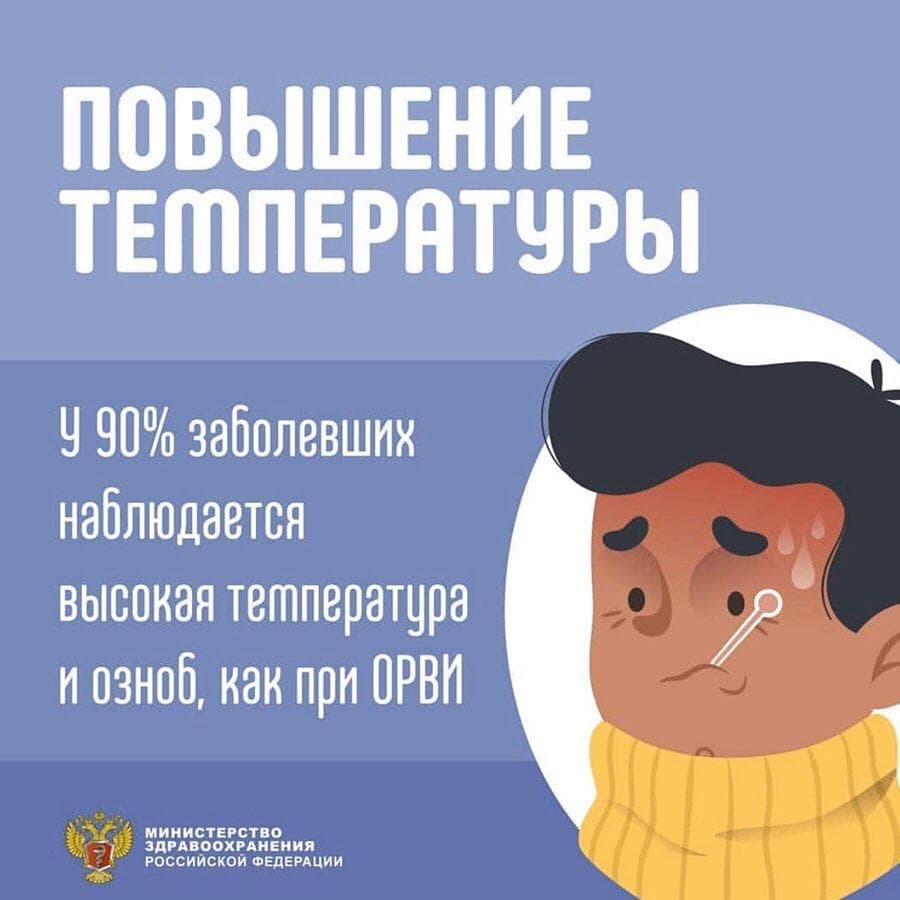 ПОВЫШЕНИЕ
ТЕМПЕРАТУРЫ
У 90% заболевших
наблюдается
высокая температура
и озноб, как при ОРВИ
МИНИСТЕРСТВО
ЗДРАВООХРАНЕНИЯ
РОССИЙСКОЙ ФЕДЕРАЦИИ